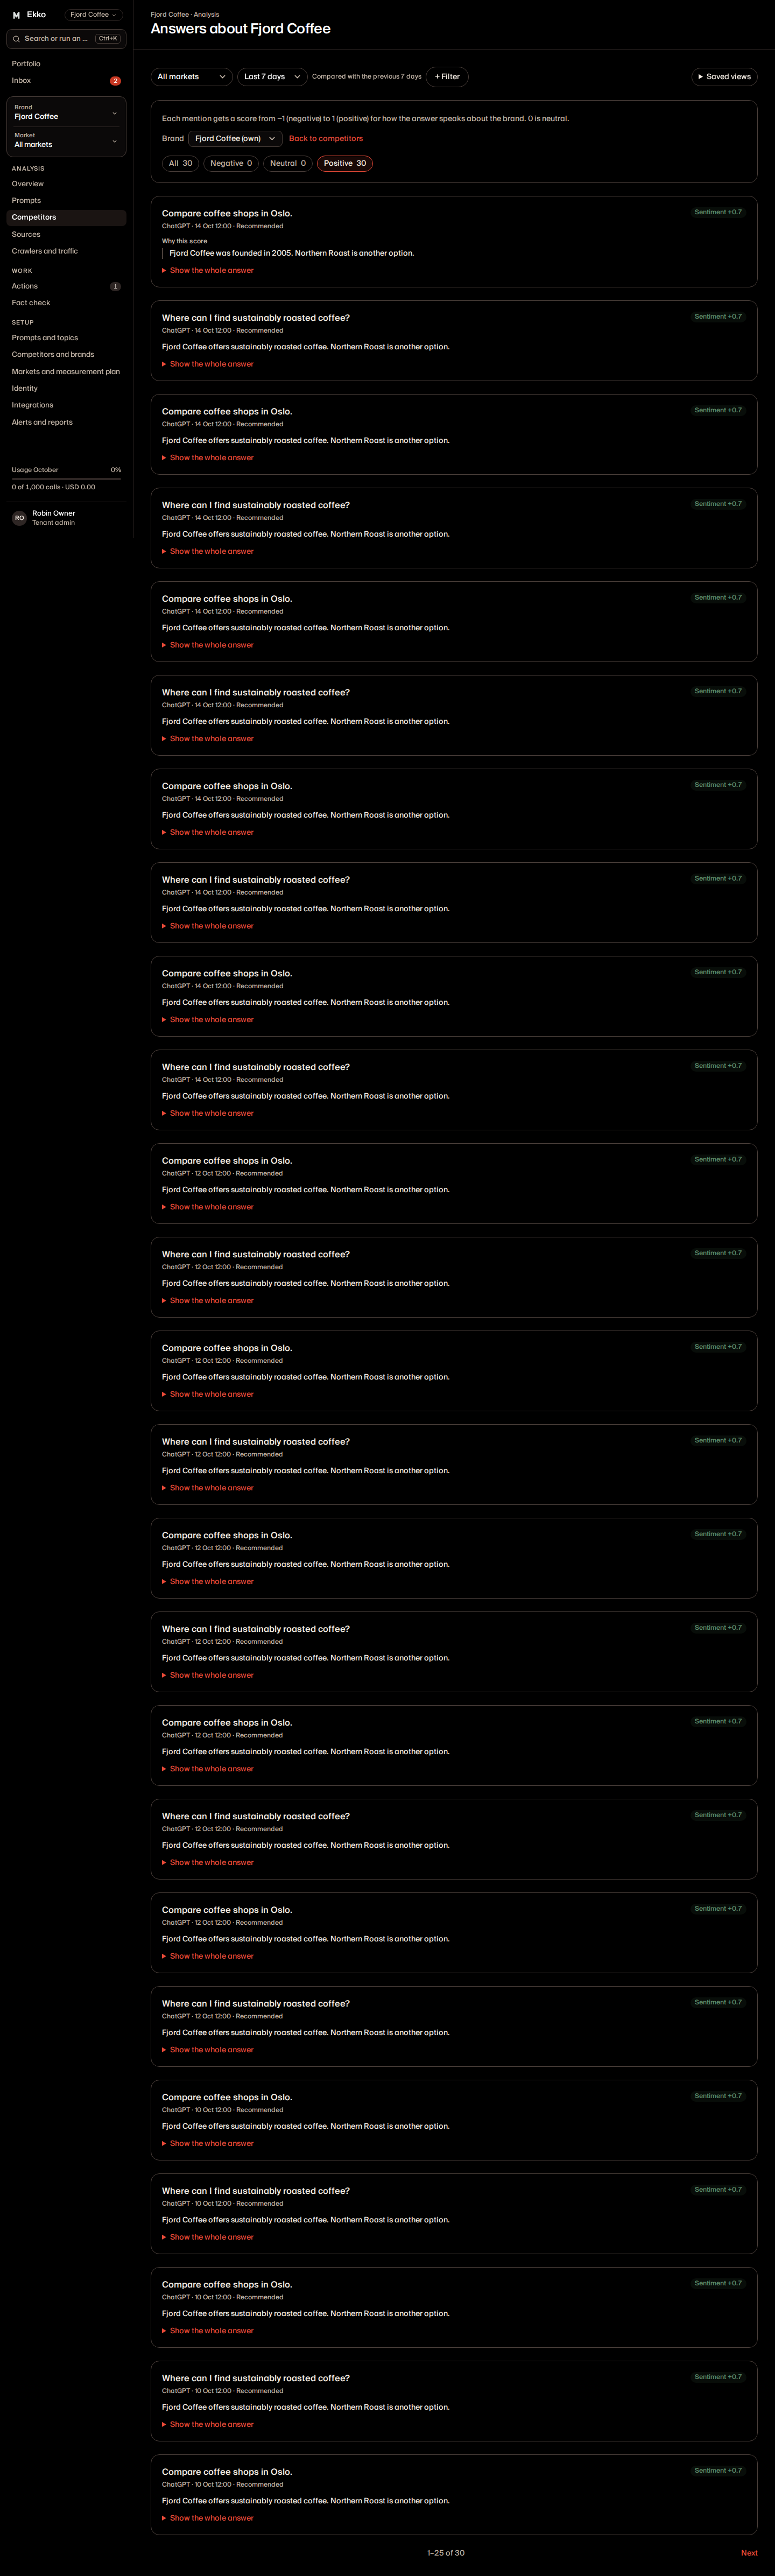 Ekko
Fjord Coffee
Search or run an ...
Ctrl+K
Portfolio
Inbox
2
Brand
Fjord Coffee
Market
All markets
ANALYSIS
Overview
Prompts
Competitors
Sources
Crawlers and traffic
WORK
Actions
1
Fact check
SETUP
Prompts and topics
Competitors and brands
Markets and measurement plan
Identity
Integrations
Alerts and reports
Usage October
0%
0 of 1,000 calls · USD 0.00
RO
Robin Owner
Tenant admin
Fjord Coffee · Analysis
Answers about Fjord Coffee
All markets
Last 7 days
Compared with the previous 7 days
+ Filter
Saved views
Each mention gets a score from −1 (negative) to 1 (positive) for how the answer speaks about the brand. 0 is neutral.
Brand
Fjord Coffee (own)
Back to competitors
All 30
Negative 0
Neutral 0
Positive 30
Compare coffee shops in Oslo.
Sentiment +0.7
ChatGPT · 14 Oct 12:00 · Recommended
Why this score
Fjord Coffee was founded in 2005. Northern Roast is another option.
Show the whole answer
Where can I find sustainably roasted coffee?
Sentiment +0.7
ChatGPT · 14 Oct 12:00 · Recommended
Fjord Coffee offers sustainably roasted coffee. Northern Roast is another option.
Show the whole answer
Compare coffee shops in Oslo.
Sentiment +0.7
ChatGPT · 14 Oct 12:00 · Recommended
Fjord Coffee offers sustainably roasted coffee. Northern Roast is another option.
Show the whole answer
Where can I find sustainably roasted coffee?
Sentiment +0.7
ChatGPT · 14 Oct 12:00 · Recommended
Fjord Coffee offers sustainably roasted coffee. Northern Roast is another option.
Show the whole answer
Compare coffee shops in Oslo.
Sentiment +0.7
ChatGPT · 14 Oct 12:00 · Recommended
Fjord Coffee offers sustainably roasted coffee. Northern Roast is another option.
Show the whole answer
Where can I find sustainably roasted coffee?
Sentiment +0.7
ChatGPT · 14 Oct 12:00 · Recommended
Fjord Coffee offers sustainably roasted coffee. Northern Roast is another option.
Show the whole answer
Compare coffee shops in Oslo.
Sentiment +0.7
ChatGPT · 14 Oct 12:00 · Recommended
Fjord Coffee offers sustainably roasted coffee. Northern Roast is another option.
Show the whole answer
Where can I find sustainably roasted coffee?
Sentiment +0.7
ChatGPT · 14 Oct 12:00 · Recommended
Fjord Coffee offers sustainably roasted coffee. Northern Roast is another option.
Show the whole answer
Compare coffee shops in Oslo.
Sentiment +0.7
ChatGPT · 14 Oct 12:00 · Recommended
Fjord Coffee offers sustainably roasted coffee. Northern Roast is another option.
Show the whole answer
Where can I find sustainably roasted coffee?
Sentiment +0.7
ChatGPT · 14 Oct 12:00 · Recommended
Fjord Coffee offers sustainably roasted coffee. Northern Roast is another option.
Show the whole answer
Compare coffee shops in Oslo.
Sentiment +0.7
ChatGPT · 12 Oct 12:00 · Recommended
Fjord Coffee offers sustainably roasted coffee. Northern Roast is another option.
Show the whole answer
Where can I find sustainably roasted coffee?
Sentiment +0.7
ChatGPT · 12 Oct 12:00 · Recommended
Fjord Coffee offers sustainably roasted coffee. Northern Roast is another option.
Show the whole answer
Compare coffee shops in Oslo.
Sentiment +0.7
ChatGPT · 12 Oct 12:00 · Recommended
Fjord Coffee offers sustainably roasted coffee. Northern Roast is another option.
Show the whole answer
Where can I find sustainably roasted coffee?
Sentiment +0.7
ChatGPT · 12 Oct 12:00 · Recommended
Fjord Coffee offers sustainably roasted coffee. Northern Roast is another option.
Show the whole answer
Compare coffee shops in Oslo.
Sentiment +0.7
ChatGPT · 12 Oct 12:00 · Recommended
Fjord Coffee offers sustainably roasted coffee. Northern Roast is another option.
Show the whole answer
Where can I find sustainably roasted coffee?
Sentiment +0.7
ChatGPT · 12 Oct 12:00 · Recommended
Fjord Coffee offers sustainably roasted coffee. Northern Roast is another option.
Show the whole answer
Compare coffee shops in Oslo.
Sentiment +0.7
ChatGPT · 12 Oct 12:00 · Recommended
Fjord Coffee offers sustainably roasted coffee. Northern Roast is another option.
Show the whole answer
Where can I find sustainably roasted coffee?
Sentiment +0.7
ChatGPT · 12 Oct 12:00 · Recommended
Fjord Coffee offers sustainably roasted coffee. Northern Roast is another option.
Show the whole answer
Compare coffee shops in Oslo.
Sentiment +0.7
ChatGPT · 12 Oct 12:00 · Recommended
Fjord Coffee offers sustainably roasted coffee. Northern Roast is another option.
Show the whole answer
Where can I find sustainably roasted coffee?
Sentiment +0.7
ChatGPT · 12 Oct 12:00 · Recommended
Fjord Coffee offers sustainably roasted coffee. Northern Roast is another option.
Show the whole answer
Compare coffee shops in Oslo.
Sentiment +0.7
ChatGPT · 10 Oct 12:00 · Recommended
Fjord Coffee offers sustainably roasted coffee. Northern Roast is another option.
Show the whole answer
Where can I find sustainably roasted coffee?
Sentiment +0.7
ChatGPT · 10 Oct 12:00 · Recommended
Fjord Coffee offers sustainably roasted coffee. Northern Roast is another option.
Show the whole answer
Compare coffee shops in Oslo.
Sentiment +0.7
ChatGPT · 10 Oct 12:00 · Recommended
Fjord Coffee offers sustainably roasted coffee. Northern Roast is another option.
Show the whole answer
Where can I find sustainably roasted coffee?
Sentiment +0.7
ChatGPT · 10 Oct 12:00 · Recommended
Fjord Coffee offers sustainably roasted coffee. Northern Roast is another option.
Show the whole answer
Compare coffee shops in Oslo.
Sentiment +0.7
ChatGPT · 10 Oct 12:00 · Recommended
Fjord Coffee offers sustainably roasted coffee. Northern Roast is another option.
Show the whole answer
1–25 of 30
Next